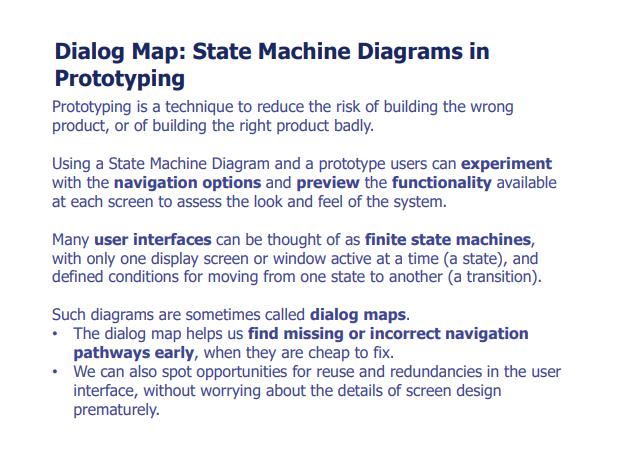 Dialog Map: State Machine Diagrams in
Prototyping
Prototyping is a technique to reduce the risk of building the wrong
product, or of building the right product badly.
Using a State Machine Diagram and a prototype users can experiment
with the navigation options and preview the functionality available
at each screen to assess the look and feel of the system.
Many user interfaces can be thought of as finite state machines,
with only one display screen or window active at a time (a state), and
defined conditions for moving from one state to another (a transition).
Such diagrams are sometimes called dialog maps.
• The dialog map helps us find missing or incorrect navigation
pathways early, when they are cheap to fix.
• We can also spot opportunities for reuse and redundancies in the user
interface, without worrying about the details of screen design
prematurely.